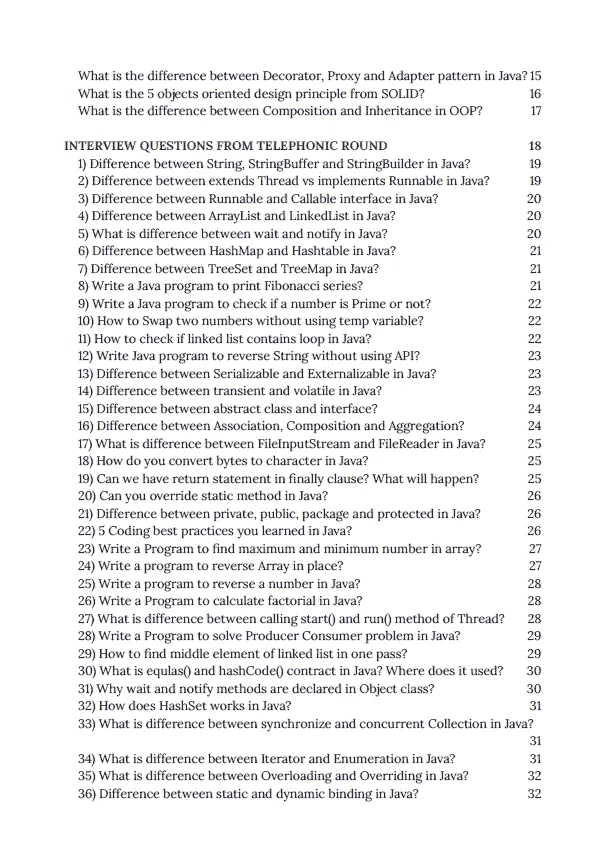 What is the difference between Decorator, Proxy and Adapter pattern in Java? 15
What is the 5 objects oriented design principle from SOLID? 16
What is the difference between Composition and Inheritance in OOP? 17
INTERVIEW QUESTIONS FROM TELEPHONIC ROUND 18
1) Difference between String, StringBuffer and StringBuilder in Java? 19
2) Difference between extends Thread vs implements Runnable in Java? 19
3) Difference between Runnable and Callable interface in Java? 20
4) Difference between ArrayList and LinkedList in Java? 20
5) What is difference between wait and notify in Java? 20
6) Difference between HashMap and Hashtable in Java? 21
7) Difference between TreeSet and TreeMap in Java? 21
8) Write a Java program to print Fibonacci series? 21
9) Write a Java program to check if a number is Prime or not? 22
10) How to Swap two numbers without using temp variable? 22
11) How to check if linked list contains loop in Java? 22
12) Write Java program to reverse String without using API? 23
13) Difference between Serializable and Externalizable in Java? 23
14) Difference between transient and volatile in Java? 23
15) Difference between abstract class and interface? 24
16) Difference between Association, Composition and Aggregation? 24
17) What is difference between FileInputStream and FileReader in Java? 25
18) How do you convert bytes to character in Java? 25
19) Can we have return statement in finally clause? What will happen? 25
20) Can you override static method in Java? 26
21) Difference between private, public, package and protected in Java? 26
22) 5 Coding best practices you learned in Java? 26
23) Write a Program to find maximum and minimum number in array? 27
24) Write a program to reverse Array in place? 27
25) Write a program to reverse a number in Java? 28
26) Write a Program to calculate factorial in Java? 28
27) What is difference between calling start() and run() method of Thread? 28
28) Write a Program to solve Producer Consumer problem in Java? 29
29) How to find middle element of linked list in one pass? 29
30) What is equlas() and hashCode() contract in Java? Where does it used? 30
31) Why wait and notify methods are declared in Object class? 30
32) How does HashSet works in Java? 31
33) What is difference between synchronize and concurrent Collection in Java?
31
34) What is difference between Iterator and Enumeration in Java? 31
35) What is difference between Overloading and Overriding in Java? 32
36) Difference between static and dynamic binding in Java? 32